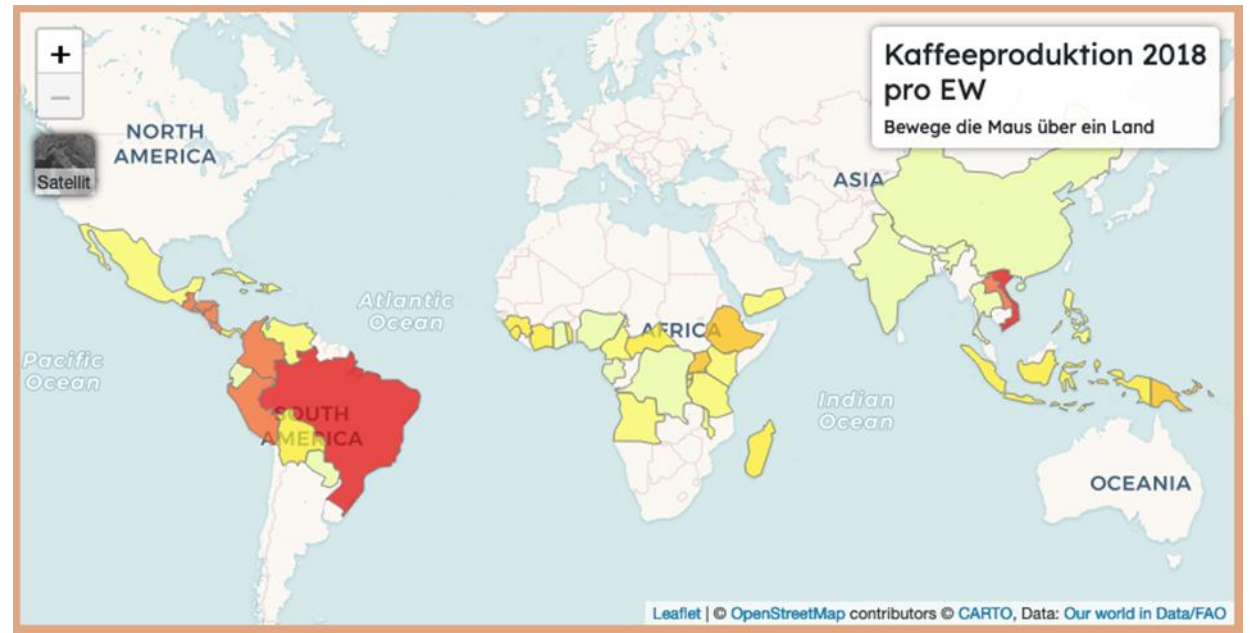 +
−
Satellit
Kaffeeproduktion 2018
pro EW
Bewege die Maus über ein Land
NORTH
AMERICA
ASIA
Atlantic
Ocean
AFRICA
Pacific
Ocean
SOUTH
AMERICA
Indian
Ocean
OCEANIA
Leaflet | © OpenStreetMap contributors © CARTO, Data: Our world in Data/FAO